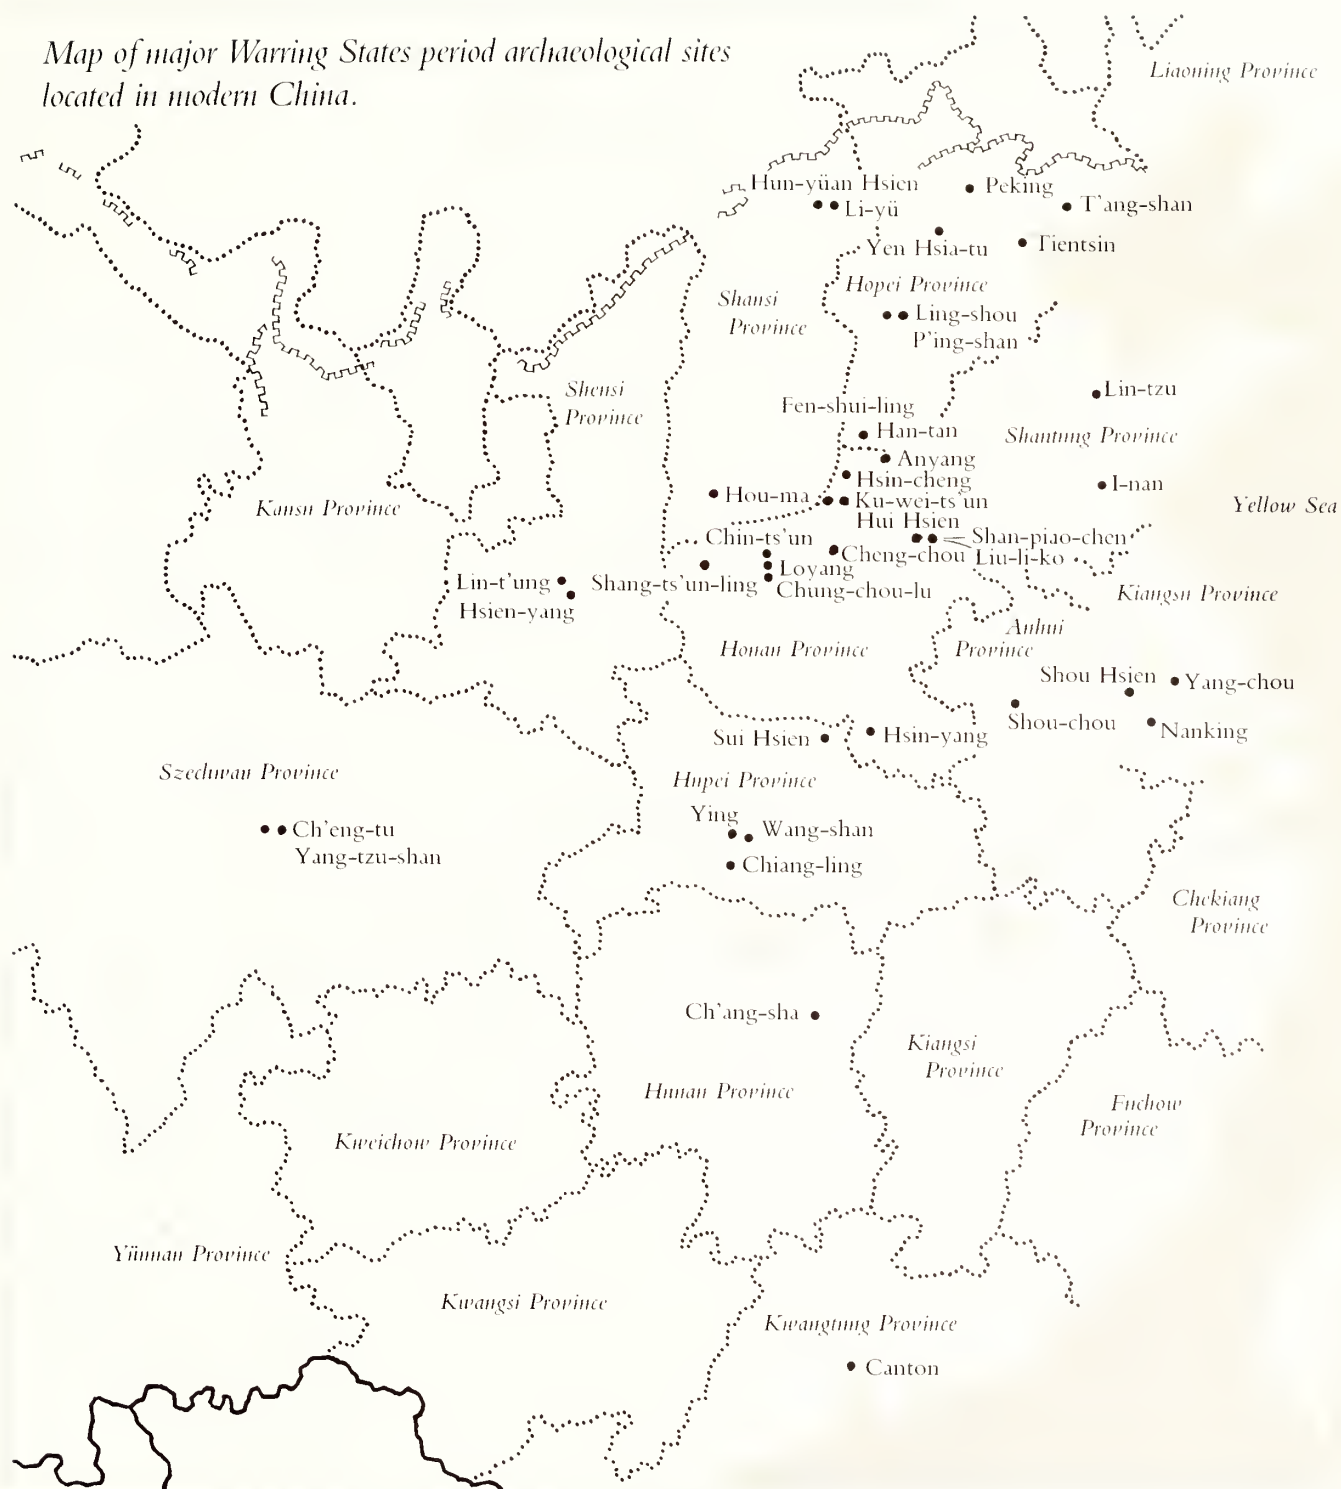 Map of major Warring States period archaeological sites
located in modern China.
Liaoning Province
Hun-yüan Hsien
Peking
Li-yü
T'ang-shan
Yen Hsia-tu
Tientsin
Hopei Province
Shansi
Province
Ling-shou
P'ing-shan
Shensi
Province
Lin-tzu
Fen-shui-ling
Han-tan
Shantung Province
Anyang
Hsin-cheng
I-nan
Hou-ma
Ku-wei-ts'un
Kansu Province
Yellow Sea
Hui Hsien
Chin-ts'un
Shan-piao-chen
Cheng-chou
Liu-li-ko
Loyang
Lin-t'ung
Shang-ts'un-ling
Chung-chou-lu
Kiangsu Province
Hsien-yang
Anhui
Province
Honan Province
Shou Hsien
Yang-chou
Shou-chou
Nanking
Sui Hsien
Hsin-yang
Szechwan Province
Hupei Province
Ying
Wang-shan
Ch'eng-tu
Yang-tzu-shan
Chiang-ling
Chekiang
Province
Ch'ang-sha
Kiangsi
Province
Hunan Province
Fuchow
Province
Kweichow Province
Yünnan Province
Kwangsi Province
Kwangtung Province
Canton